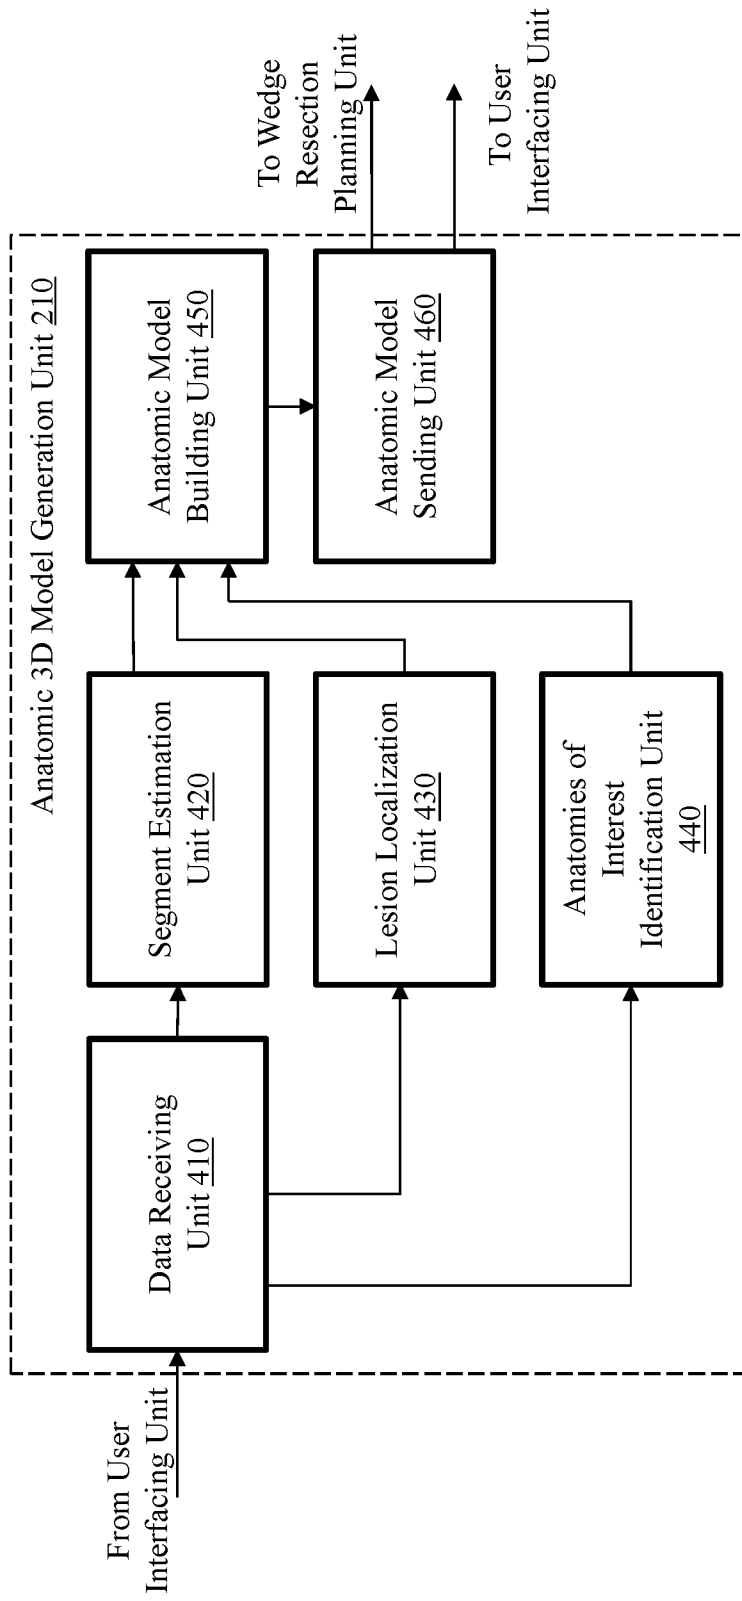 Anatomic 3D Model Generation Unit 210
From User
Interfacing Unit
Data Receiving
Unit 410
Segment Estimation
Unit 420
Lesion Localization
Unit 430
Anatomies of
Interest
Identification Unit
440
Anatomic Model
Building Unit 450
Anatomic Model
Sending Unit 460
To Wedge
Resection
Planning Unit
To User
Interfacing Unit